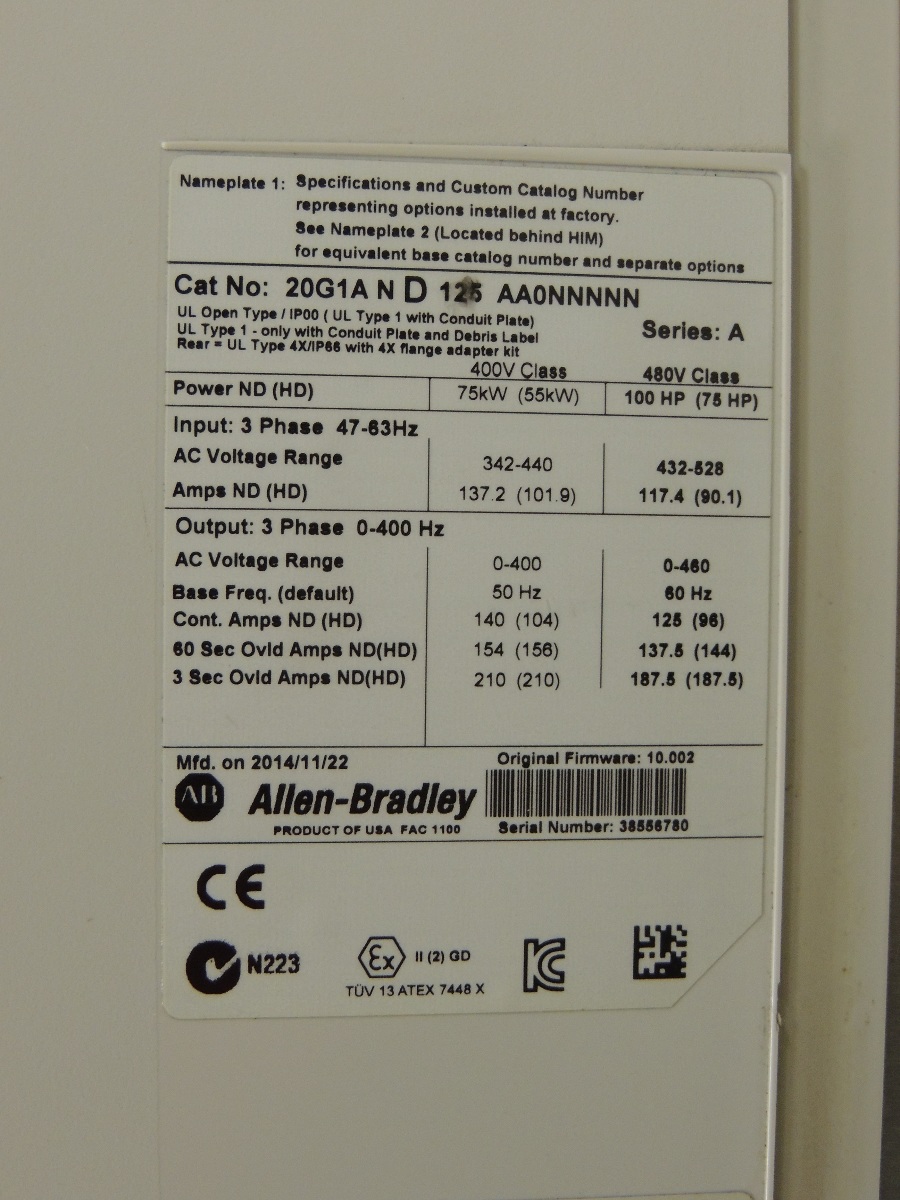 Nameplate 1: Specifications and Custom Catalog Number
representing options installed at factory.
See Nameplate 2 (Located behind HIM)
for equivalent base catalog number and separate options
Cat No: 20G1A N D 125 AA0NNNNN
UL Open Type / IP00 ( UL Type 1 with Conduit Plate)
UL Type 1 - only with Conduit Plate and Debris Label
Series: A
Rear = UL Type 4X/IP66 with 4X flange adapter kit
400V Class 480V Class
Power ND (HD) 75kW (55kW) 100 HP (75 HP)
Input: 3 Phase 47-63Hz
AC Voltage Range 342-440 432-528
Amps ND (HD) 137.2 (101.9) 117.4 (90.1)
Output: 3 Phase 0-400 Hz
AC Voltage Range 0-400 0-460
Base Freq. (default) 50 Hz 60 Hz
Cont. Amps ND (HD) 140 (104) 125 (96)
60 Sec Ovld Amps ND(HD) 154 (156) 137.5 (144)
3 Sec Ovld Amps ND(HD) 210 (210) 187.5 (187.5)
Mfd. on 2014/11/22 Original Firmware: 10.002
AB Allen-Bradley
PRODUCT OF USA FAC 1100 Serial Number: 38556780
CE
N223 Ex II (2) GD KC
TÜV 13 ATEX 7448 X